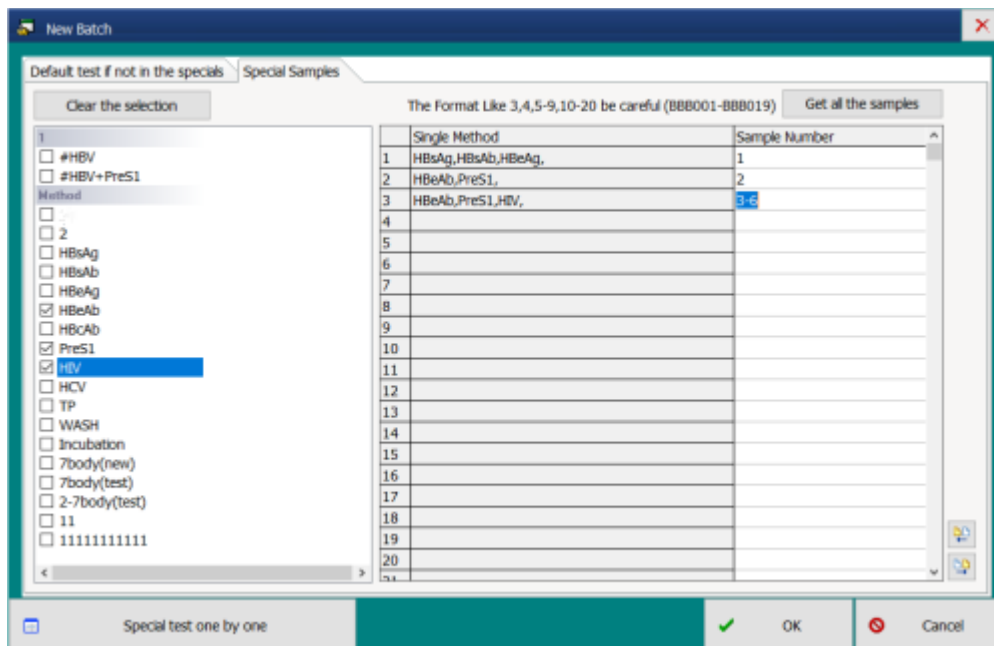 New Batch
Default test if not in the specials
Special Samples
Clear the selection
The Format Like 3,4,5-9,10-20 be careful (BBB001-BBB019)
Get all the samples
1
#HBV
#HBV+PreS1
Method
2
HBsAg
HBsAb
HBeAg
HBeAb
HBcAb
PreS1
HIV
HCV
TP
WASH
Incubation
7body(new)
7body(test)
2-7body(test)
11
11111111111
Single Method Sample Number
1 HBsAg,HBsAb,HBeAg, 1
2 HBeAb,PreS1, 2
3 HBeAb,PreS1,HIV, 3-6
4
5
6
7
8
9
10
11
12
13
14
15
16
17
18
19
20
Special test one by one
OK
Cancel